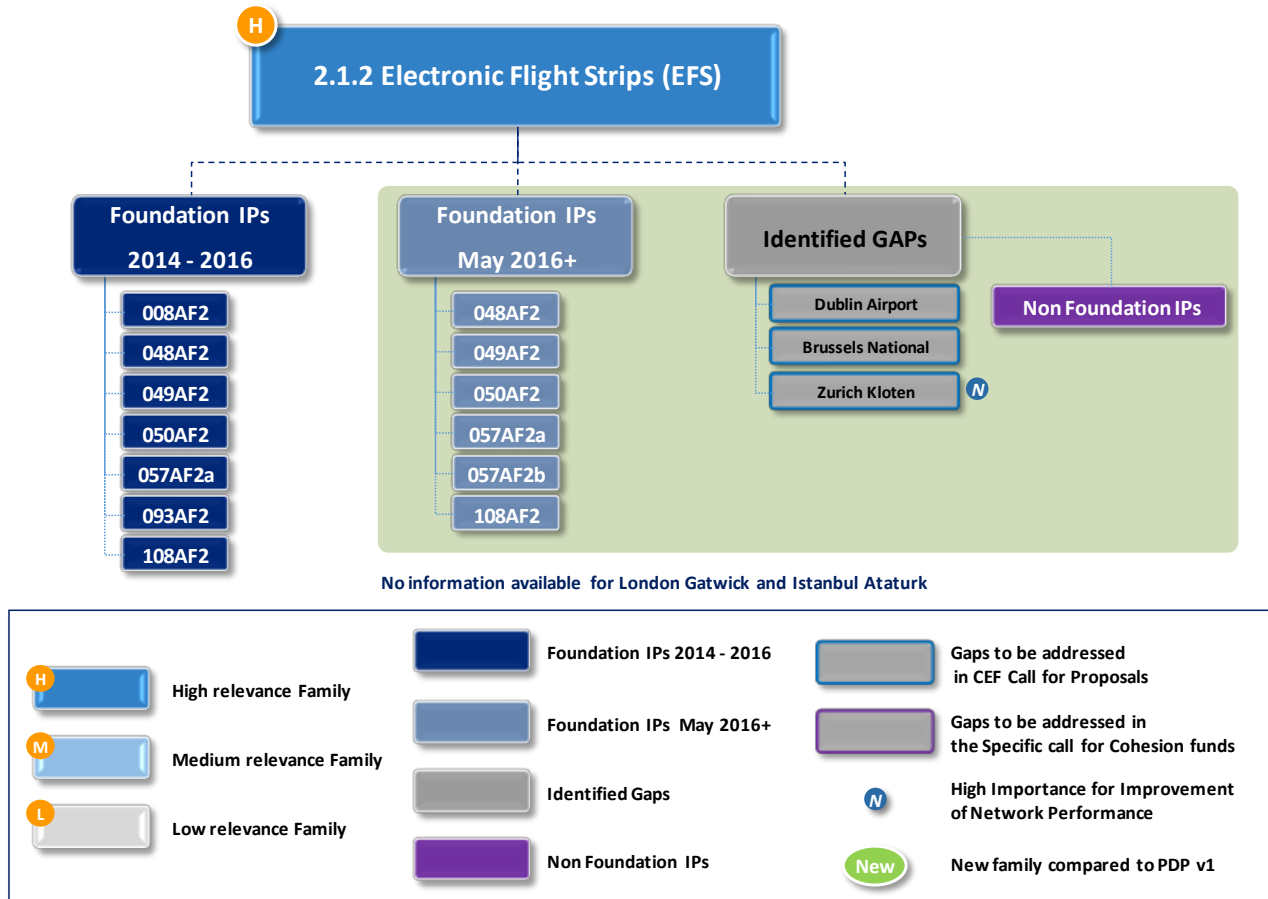 H
2.1.2 Electronic Flight Strips (EFS)
Foundation IPs
2014 - 2016
008AF2
048AF2
049AF2
050AF2
057AF2a
093AF2
108AF2
Foundation IPs
May 2016+
048AF2
049AF2
050AF2
057AF2a
057AF2b
108AF2
Identified GAPs
Dublin Airport
Brussels National
Zurich Kloten
N
Non Foundation IPs
No information available for London Gatwick and Istanbul Ataturk
H
High relevance Family
M
Medium relevance Family
L
Low relevance Family
Foundation IPs 2014 - 2016
Foundation IPs May 2016+
Identified Gaps
Non Foundation IPs
Gaps to be addressed
in CEF Call for Proposals
Gaps to be addressed in
the Specific call for Cohesion funds
N
High Importance for Improvement
of Network Performance
New
New family compared to PDP v1